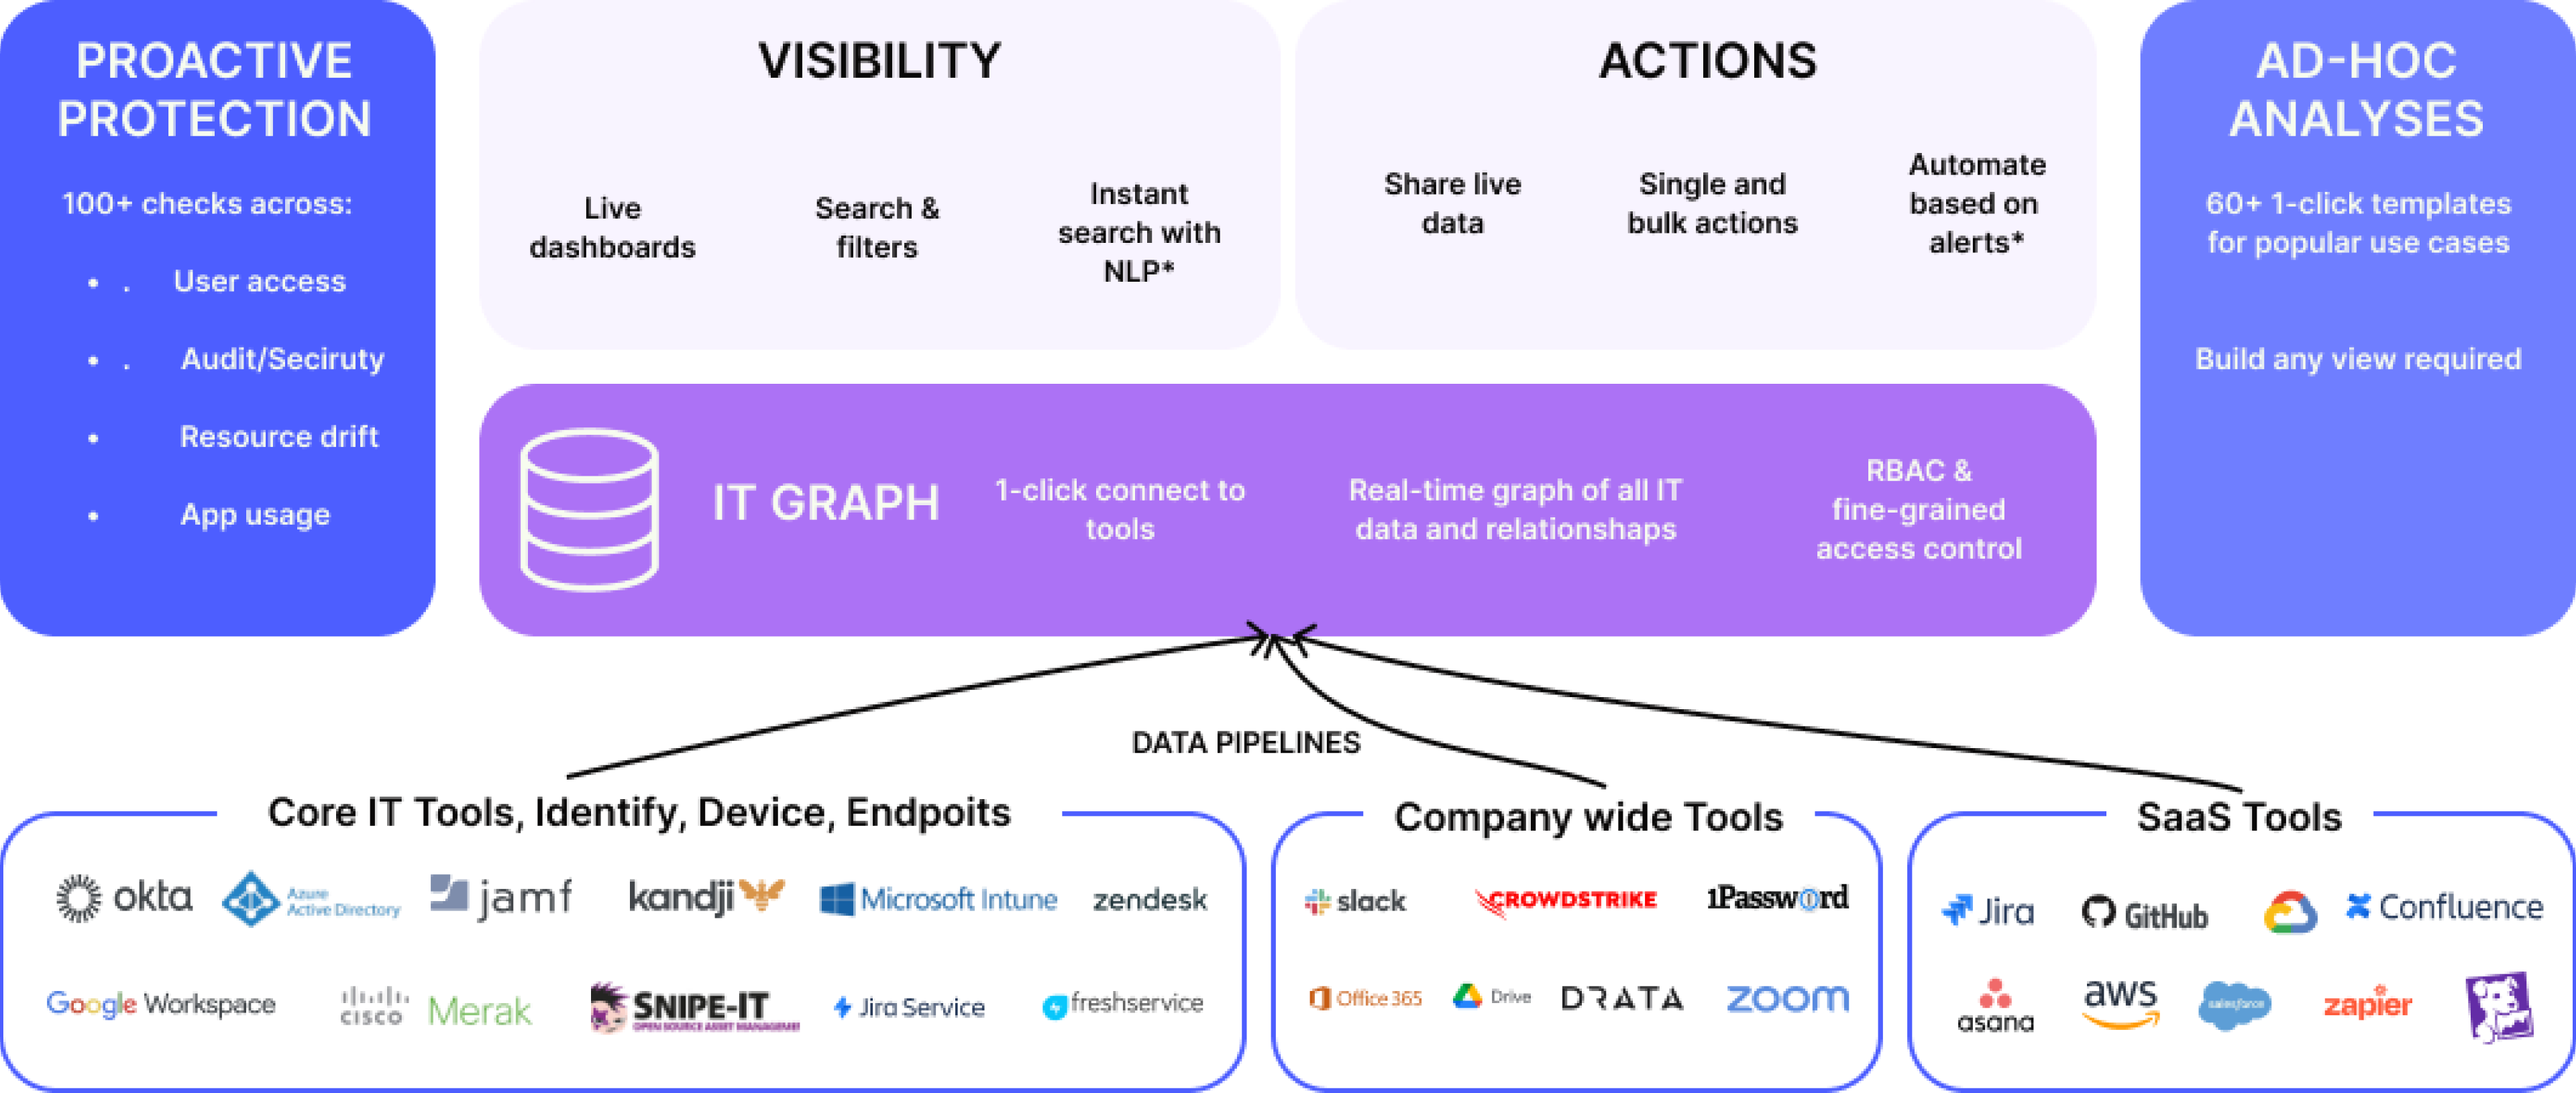 PROACTIVE
PROTECTION
100+ checks across:
• . User access
• . Audit/Seciruty
• Resource drift
• App usage
VISIBILITY
Live
dashboards
Search &
filters
Instant
search with
NLP*
ACTIONS
Share live
data
Single and
bulk actions
Automate
based on
alerts*
AD-HOC
ANALYSES
60+ 1-click templates
for popular use cases
Build any view required
IT GRAPH
1-click connect to
tools
Real-time graph of all IT
data and relationshaps
RBAC &
fine-grained
access control
DATA PIPELINES
Core IT Tools, Identify, Device, Endpoits
okta
Azure
Active Directory
jamf
kandji
Microsoft Intune
zendesk
Google Workspace
cisco Meraki
SNIPE-IT
OPEN SOURCE ASSET MANAGEMENT
Jira Service
freshservice
Company wide Tools
slack
CROWDSTRIKE
1Password
Office 365
Drive
DRATA
zoom
SaaS Tools
Jira
GitHub
Confluence
asana
aws
salesforce
zapier